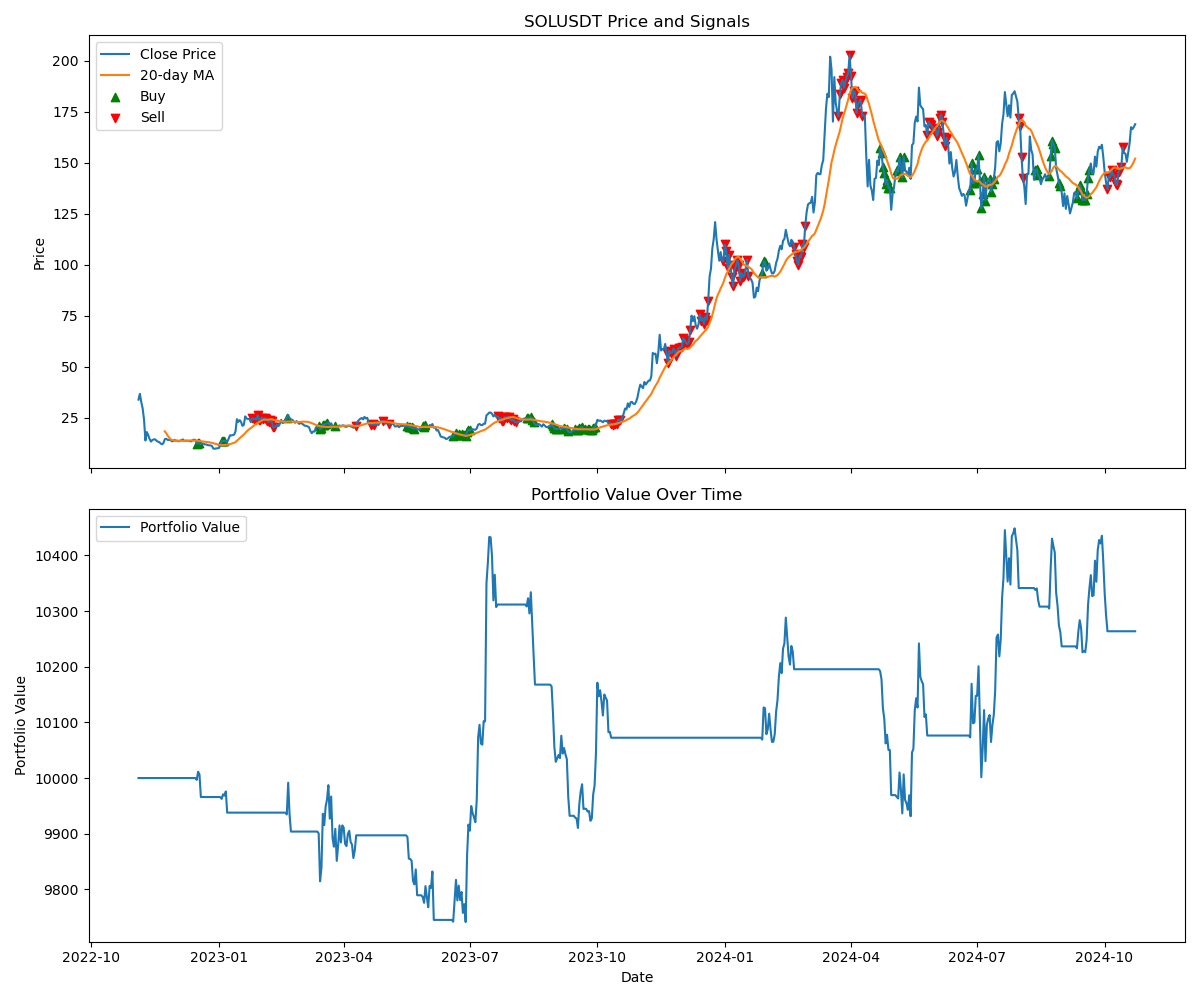 SOLUSDT Price and Signals
Close Price
20-day MA
Buy
Sell
200
175
150
125
100
75
50
25
Price
Portfolio Value Over Time
Portfolio Value
10400
10300
10200
10100
10000
9900
9800
Portfolio Value
2022-10 2023-01 2023-04 2023-07 2023-10 2024-01 2024-04 2024-07 2024-10
Date